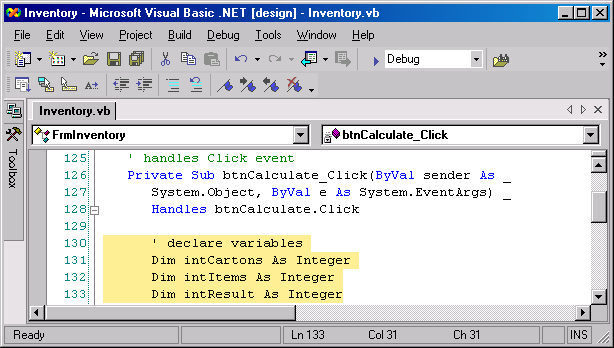 Inventory - Microsoft Visual Basic .NET [design] - Inventory.vb
File Edit View Project Build Debug Tools Window Help
Debug
A±
Inventory.vb
Toolbox
FrmInventory btnCalculate_Click
125 ' handles Click event
126 Private Sub btnCalculate_Click(ByVal sender As _
127 System.Object, ByVal e As System.EventArgs) _
128 Handles btnCalculate.Click
129
130 ' declare variables
131 Dim intCartons As Integer
132 Dim intItems As Integer
133 Dim intResult As Integer
Ready Ln 133 Col 31 Ch 31 INS